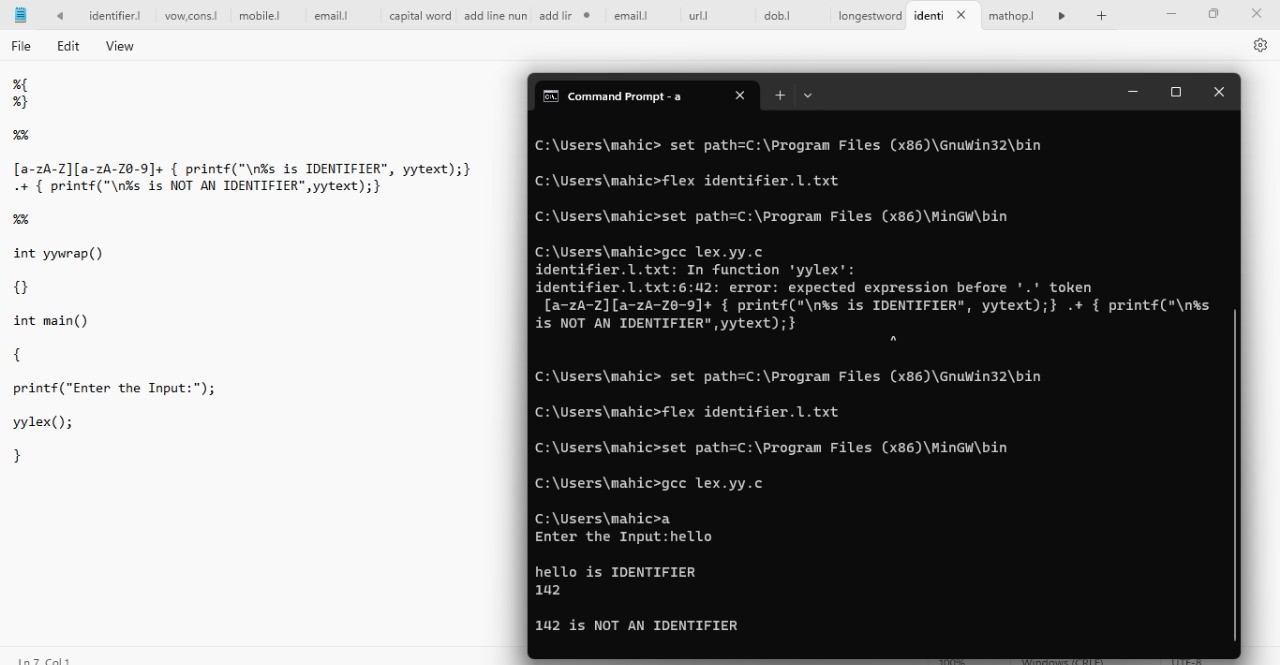 identifier.l vow,cons.l mobile.l email.l capital word add line nun add lir email.l url.l dob.l longestword identi mathop.l
File Edit View
%{
%}
%%
[a-zA-Z][a-zA-Z0-9]+ { printf("\n%s is IDENTIFIER", yytext);}
.+ { printf("\n%s is NOT AN IDENTIFIER",yytext);}
%%
int yywrap()
{}
int main()
{
printf("Enter the Input:");
yylex();
}
Ln 7, Col 1
Command Prompt - a
C:\Users\mahic> set path=C:\Program Files (x86)\GnuWin32\bin
C:\Users\mahic>flex identifier.l.txt
C:\Users\mahic>set path=C:\Program Files (x86)\MinGW\bin
C:\Users\mahic>gcc lex.yy.c
identifier.l.txt: In function 'yylex':
identifier.l.txt:6:42: error: expected expression before '.' token
[a-zA-Z][a-zA-Z0-9]+ { printf("\n%s is IDENTIFIER", yytext);} .+ { printf("\n%s
is NOT AN IDENTIFIER",yytext);}
^
C:\Users\mahic> set path=C:\Program Files (x86)\GnuWin32\bin
C:\Users\mahic>flex identifier.l.txt
C:\Users\mahic>set path=C:\Program Files (x86)\MinGW\bin
C:\Users\mahic>gcc lex.yy.c
C:\Users\mahic>a
Enter the Input:hello
hello is IDENTIFIER
142
142 is NOT AN IDENTIFIER
100% Windows (CRLF) UTF-8